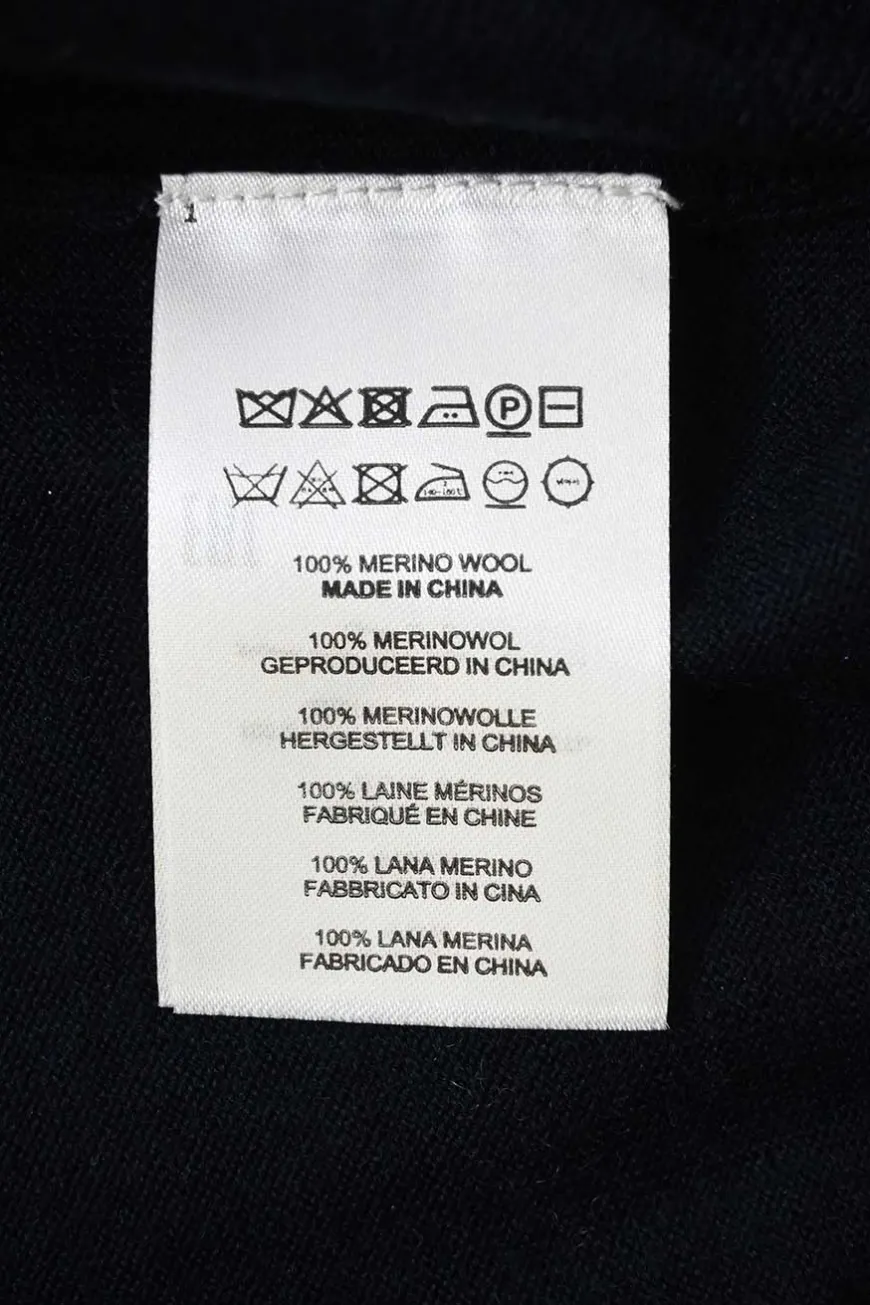 1
P
100% MERINO WOOL
MADE IN CHINA
100% MERINOWOL
GEPRODUCEERD IN CHINA
100% MERINOWOLLE
HERGESTELLT IN CHINA
100% LAINE MÉRINOS
FABRIQUÉ EN CHINE
100% LANA MERINO
FABBRICATO IN CINA
100% LANA MERINA
FABRICADO EN CHINA